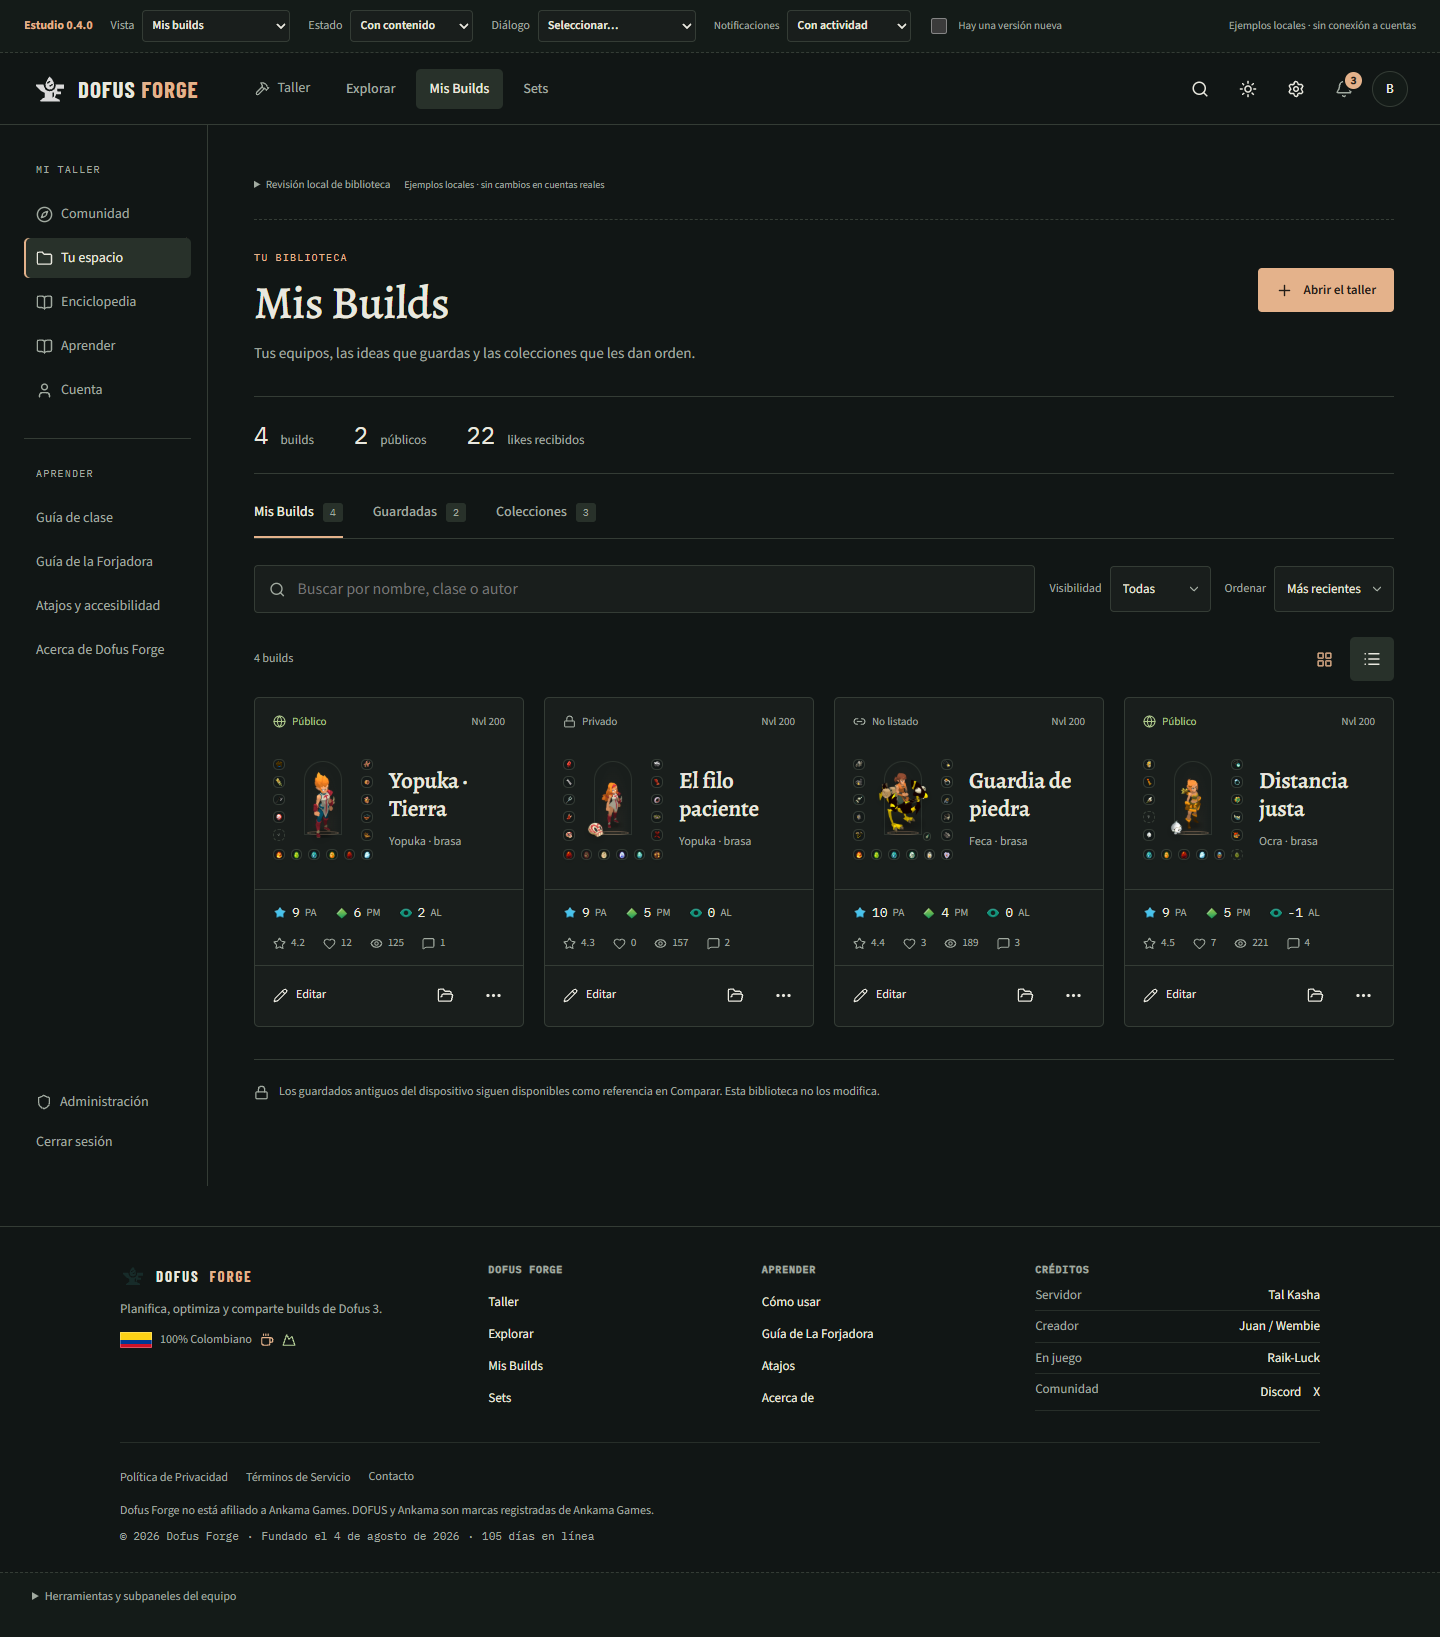 Estudio 0.4.0 Vista Mis builds Estado Con contenido Diálogo Seleccionar... Notificaciones Con actividad Hay una versión nueva Ejemplos locales · sin conexión a cuentas
DOFUS FORGE Taller Explorar Mis Builds Sets 3 B
MI TALLER
Comunidad
Tu espacio
Enciclopedia
Aprender
Cuenta
APRENDER
Guía de clase
Guía de la Forjadora
Atajos y accesibilidad
Acerca de Dofus Forge
Administración
Cerrar sesión
Revisión local de biblioteca Ejemplos locales · sin cambios en cuentas reales
TU BIBLIOTECA
Mis Builds
Abrir el taller
Tus equipos, las ideas que guardas y las colecciones que les dan orden.
4 builds 2 públicos 22 likes recibidos
Mis Builds 4 Guardadas 2 Colecciones 3
Buscar por nombre, clase o autor Visibilidad Todas Ordenar Más recientes
4 builds
Público Nvl 200
Yopuka ·
Tierra
Yopuka · brasa
9 PA 6 PM 2 AL
4.2 12 125 1
Editar
Privado Nvl 200
El filo
paciente
Yopuka · brasa
9 PA 5 PM 0 AL
4.3 0 157 2
Editar
No listado Nvl 200
Guardia de
piedra
Feca · brasa
10 PA 4 PM 0 AL
4.4 3 189 3
Editar
Público Nvl 200
Distancia
justa
Ocra · brasa
9 PA 5 PM -1 AL
4.5 7 221 4
Editar
Los guardados antiguos del dispositivo siguen disponibles como referencia en Comparar. Esta biblioteca no los modifica.
DOFUS FORGE
Planifica, optimiza y comparte builds de Dofus 3.
100% Colombiano
DOFUS FORGE
Taller
Explorar
Mis Builds
Sets
APRENDER
Cómo usar
Guía de La Forjadora
Atajos
Acerca de
CRÉDITOS
Servidor Tal Kasha
Creador Juan / Wembie
En juego Raik-Luck
Comunidad Discord X
Política de Privacidad Términos de Servicio Contacto
Dofus Forge no está afiliado a Ankama Games. DOFUS y Ankama son marcas registradas de Ankama Games.
© 2026 Dofus Forge · Fundado el 4 de agosto de 2026 · 105 días en línea
Herramientas y subpaneles del equipo